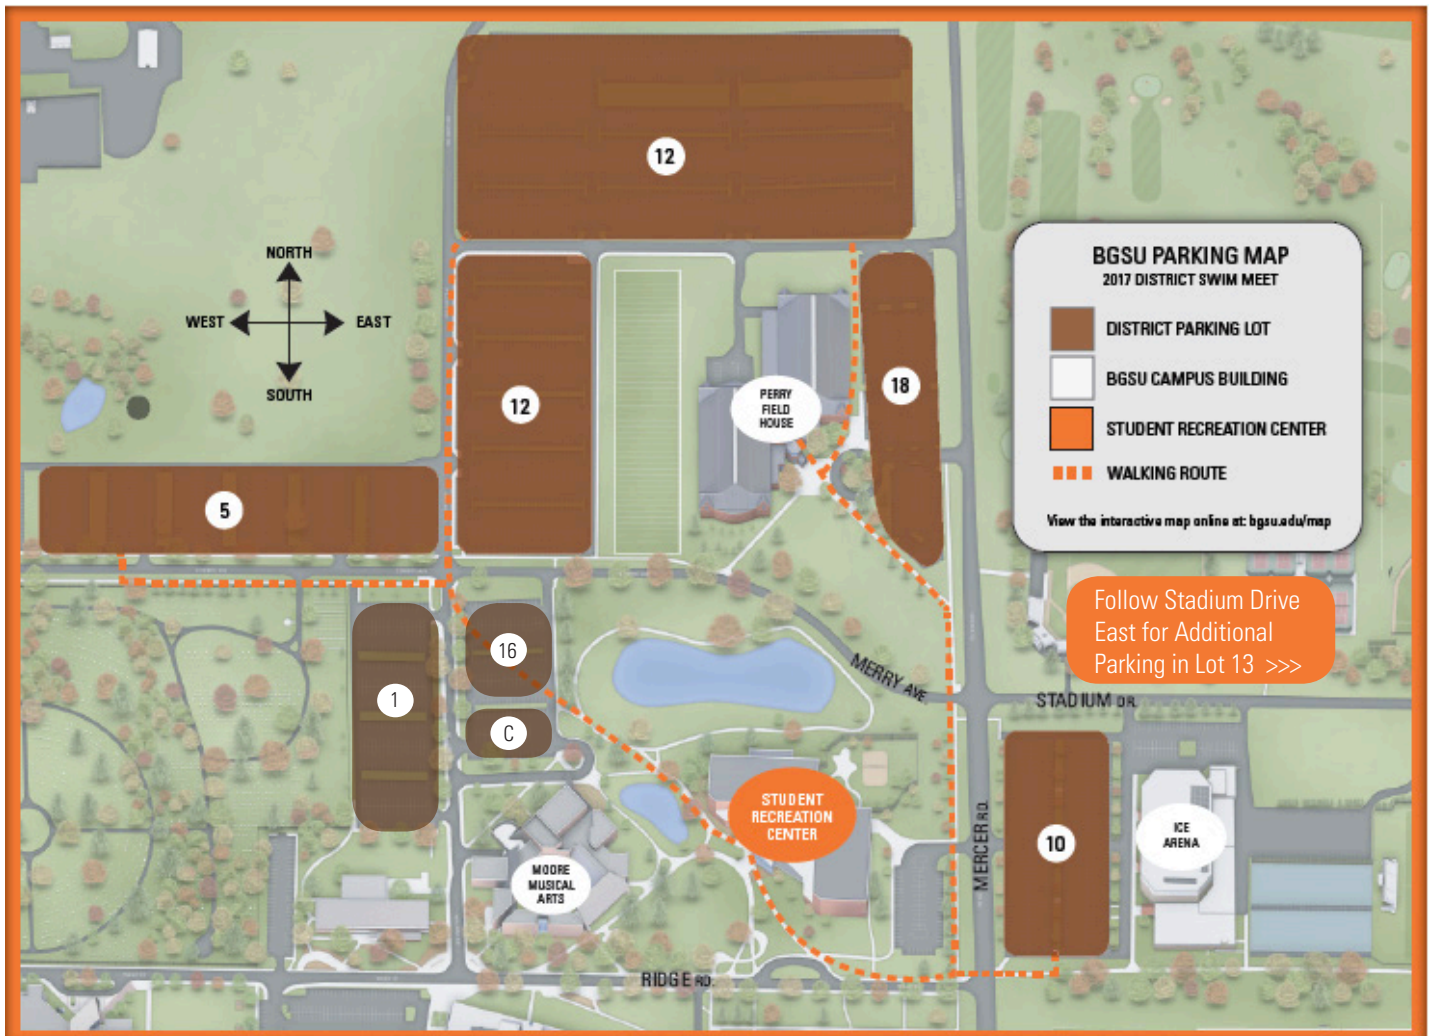 12
NORTH
WEST
EAST
SOUTH
BGSU PARKING MAP
2017 DISTRICT SWIM MEET
DISTRICT PARKING LOT
BGSU CAMPUS BUILDING
STUDENT RECREATION CENTER
WALKING ROUTE
View the interactive map online at: bgsu.edu/map
12
PERRY
FIELD
HOUSE
18
5
Follow Stadium Drive
East for Additional
Parking in Lot 13 >>>
16
1
C
MERRY AVE.
STADIUM DR.
STUDENT
RECREATION
CENTER
MERCER RD.
10
ICE
ARENA
MOORE
MUSICAL
ARTS
RIDGE RD.